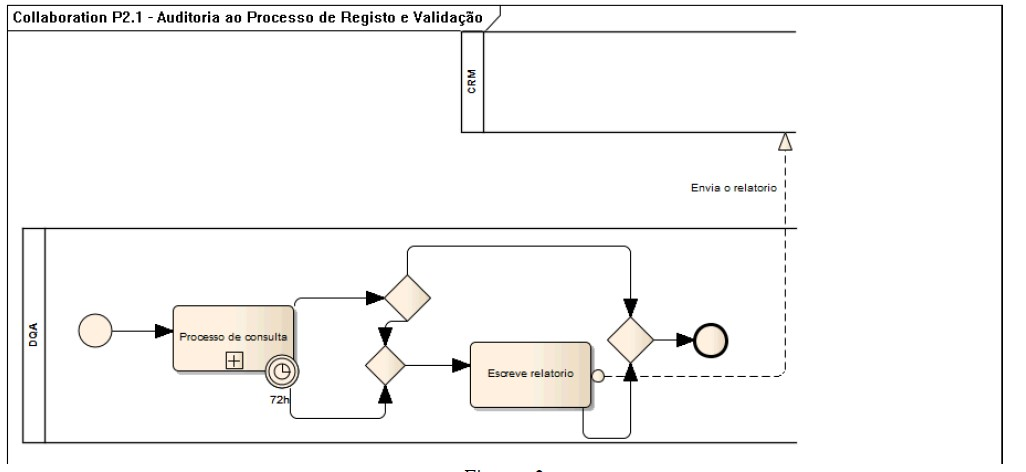 Collaboration P2.1 - Auditoria ao Processo de Registo e Validação
CRM
Envia o relatorio
DQA
Processo de consulta
72h
Escreve relatorio